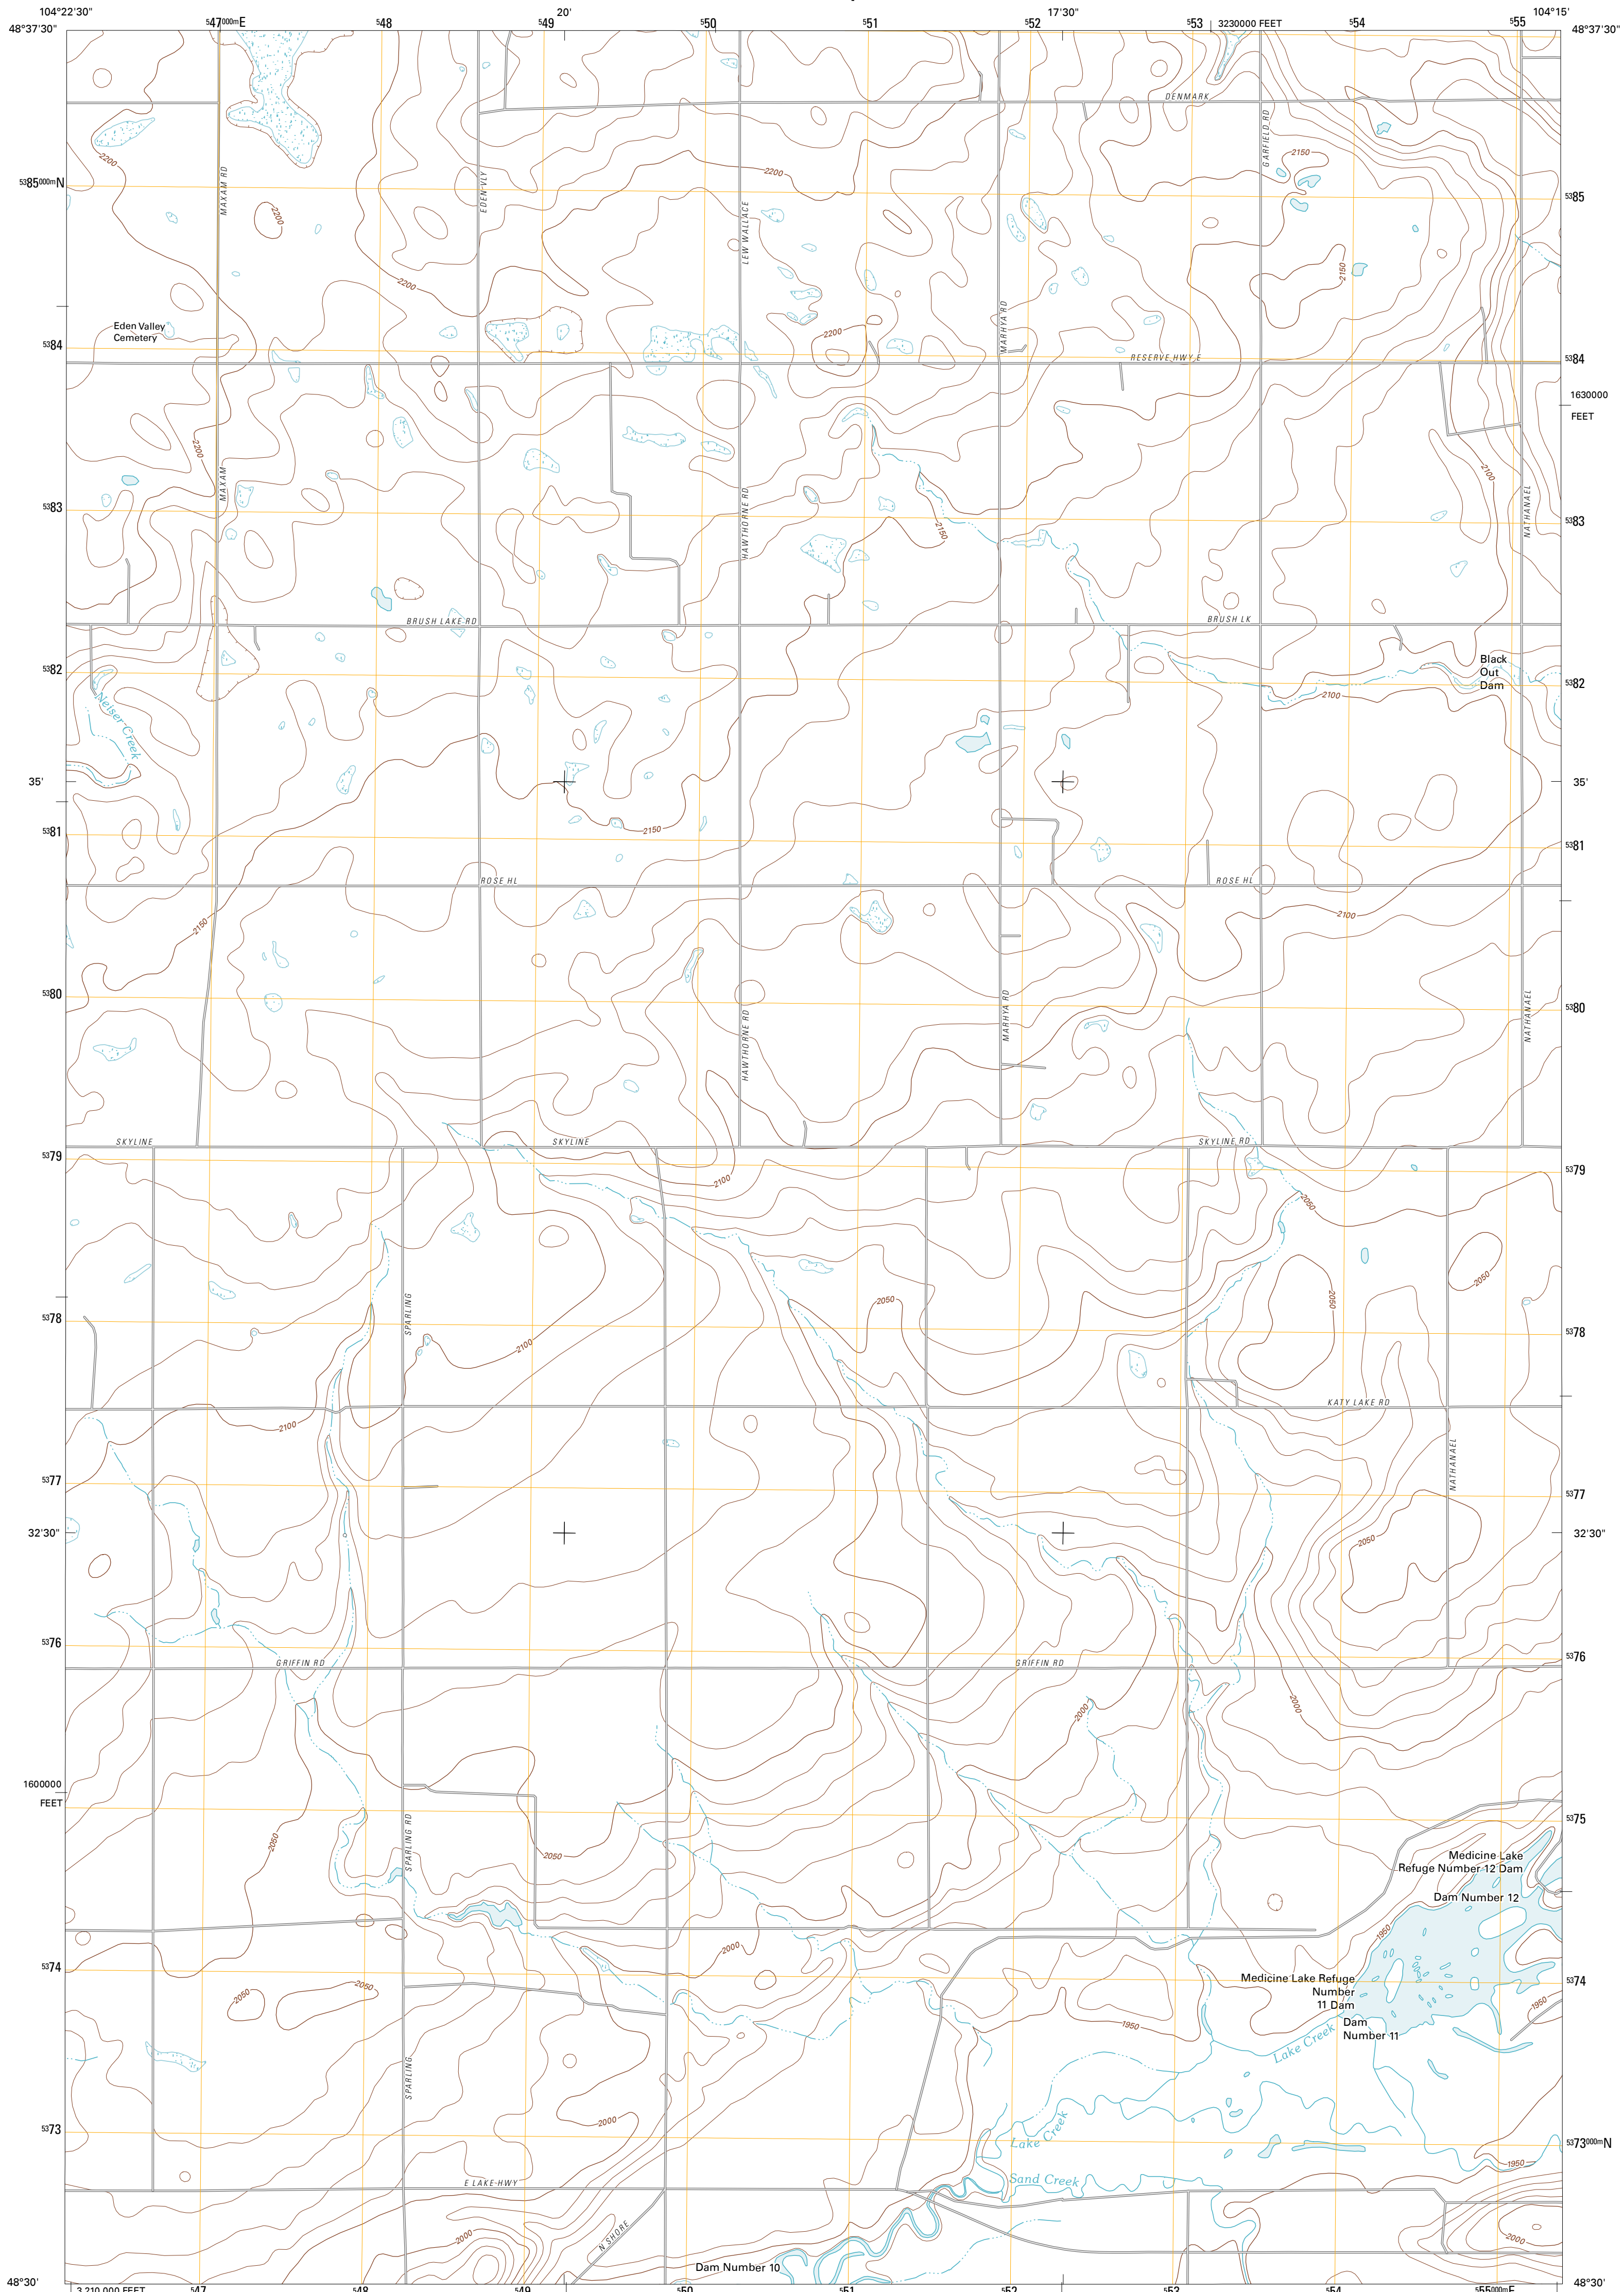 104°22'30"
547000mE
548
20'
549
550
551
552
17'30"
553
3230000 FEET
554
555
104°15'
48°37'30"
48°37'30"
DENMARK
GARFIELD RD
2150
2200
2200
MAXAM RD
EDEN VLY
5385000mN
5385
2200
LEW WALLACE
2150
2200
MARHYA RD
Eden Valley
Cemetery
2200
5384
RESERVE HWY E
5384
1630000
FEET
2200
MAXAM
2100
NATHANAEL
HAWTHORNE RD
2150
5383
5383
BRUSH LAKE RD
BRUSH LK
Black
Out
Dam
5382
5382
2100
Nelser Creek
35'
35'
2150
5381
5381
ROSE HL
ROSE HL
2100
2150
5380
5380
HAWTHORNE RD
MARHYA RD
NATHANAEL
SKYLINE
SKYLINE
SKYLINE RD
5379
5379
2100
2050
2050
2050
2050
SPARLING
5378
5378
2100
KATY LAKE RD
2100
NATHANAEL
5377
5377
32'30"
32'30"
2050
5376
5376
GRIFFIN RD
GRIFFIN RD
2000
2000
1600000
FEET
5375
2050
SPARLING RD
2050
Medicine Lake
Refuge Number 12 Dam
Dam Number 12
1950
2000
5374
5374
Medicine Lake Refuge
Number
11 Dam
2050
2050
1950
Dam
Number 11
1950
Lake Creek
SPARLING
2000
5373
5373000mN
Lake Creek
1950
Sand Creek
E LAKE HWY
2000
N SHORE
2000
Dam Number 10
48°30'
48°30'
3 210 000 FEET
547
548
549
550
551
552
553
554
555000mE